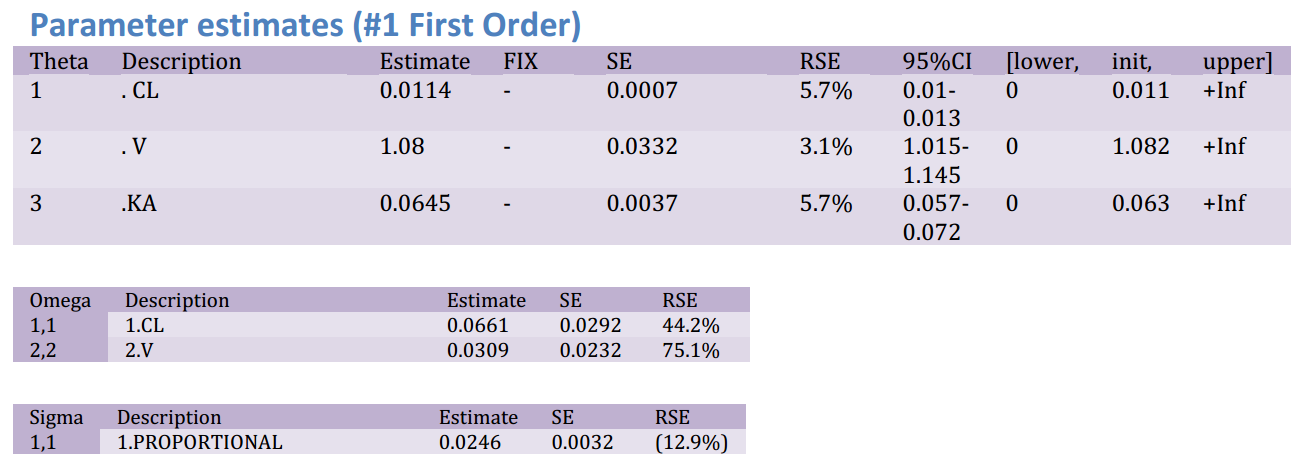 Parameter estimates (#1 First Order)
Theta Description Estimate FIX SE RSE 95%CI [lower, init, upper]
1 . CL 0.0114 - 0.0007 5.7% 0.01- 0 0.011 +Inf
0.013
2 . V 1.08 - 0.0332 3.1% 1.015- 0 1.082 +Inf
1.145
3 .KA 0.0645 - 0.0037 5.7% 0.057- 0 0.063 +Inf
0.072
Omega Description Estimate SE RSE
1,1 1.CL 0.0661 0.0292 44.2%
2,2 2.V 0.0309 0.0232 75.1%
Sigma Description Estimate SE RSE
1,1 1.PROPORTIONAL 0.0246 0.0032 (12.9%)